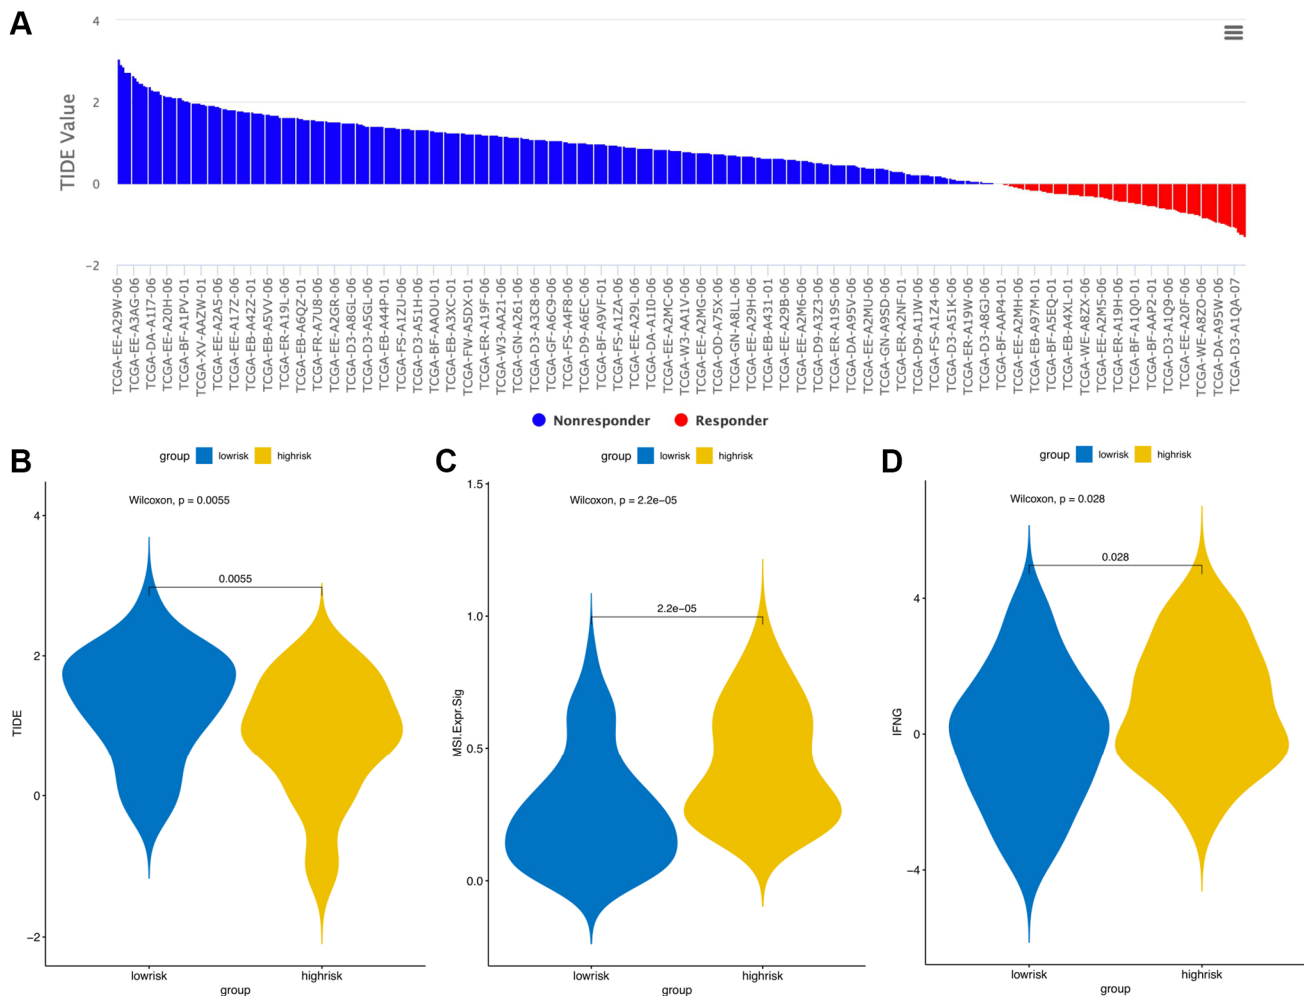 A
4
2
0
−2
TIDE Value
TCGA-EE-A29W-06
TCGA-EE-A3AG-06
TCGA-DA-A1I7-06
TCGA-EE-A20H-06
TCGA-BF-A1PV-01
TCGA-XV-AAZW-01
TCGA-EE-A2A5-06
TCGA-EE-A17Z-06
TCGA-EB-A42Z-01
TCGA-EB-A5VV-06
TCGA-ER-A19L-06
TCGA-EB-A6QZ-01
TCGA-FR-A7U8-06
TCGA-EE-A2GR-06
TCGA-D3-A8GL-06
TCGA-D3-A5GL-06
TCGA-EB-A44P-01
TCGA-FS-A1ZU-06
TCGA-D3-A51H-06
TCGA-BF-AAOU-01
TCGA-EB-A3XC-01
TCGA-FW-A5DX-01
TCGA-ER-A19F-06
TCGA-W3-AA21-06
TCGA-GN-A261-06
TCGA-D3-A3CB-06
TCGA-GF-A6C9-06
TCGA-FS-A4F8-06
TCGA-D9-A6EC-06
TCGA-BF-A9VF-01
TCGA-FS-A1ZA-06
TCGA-EE-A29L-06
TCGA-DA-A1I0-06
TCGA-EE-A2MC-06
TCGA-W3-AA1V-06
TCGA-EE-A2MG-06
TCGA-OD-A75X-06
TCGA-GN-A8LL-06
TCGA-EE-A29H-06
TCGA-EB-A431-01
TCGA-EE-A29B-06
TCGA-EE-A2M6-06
TCGA-D9-A3Z3-06
TCGA-ER-A19S-06
TCGA-DA-A95V-06
TCGA-EE-A2MU-06
TCGA-GN-A9SD-06
TCGA-ER-A2NF-01
TCGA-D9-A1JW-06
TCGA-FS-A1Z4-06
TCGA-D3-A51K-06
TCGA-ER-A19W-06
TCGA-D3-A8GJ-06
TCGA-BF-AAP4-01
TCGA-EE-A2MH-06
TCGA-EB-A97M-01
TCGA-BF-A5EQ-01
TCGA-EB-A4XL-01
TCGA-WE-A8ZX-06
TCGA-EE-A2M5-06
TCGA-ER-A19H-06
TCGA-BF-A1Q0-01
TCGA-BF-AAP2-01
TCGA-D3-A1Q9-06
TCGA-EE-A20F-06
TCGA-WE-A8ZO-06
TCGA-DA-A95W-06
TCGA-D3-A1QA-07
Nonresponder Responder
B
group lowrisk highrisk
Wilcoxon, p = 0.0055
0.0055
4
2
0
−2
TIDE
lowrisk highrisk
group
C
group lowrisk highrisk
Wilcoxon, p = 2.2e−05
2.2e−05
1.5
1.0
0.5
0.0
MSI.Expr.Sig
lowrisk highrisk
group
D
group lowrisk highrisk
Wilcoxon, p = 0.028
0.028
4
0
−4
IFNG
lowrisk highrisk
group